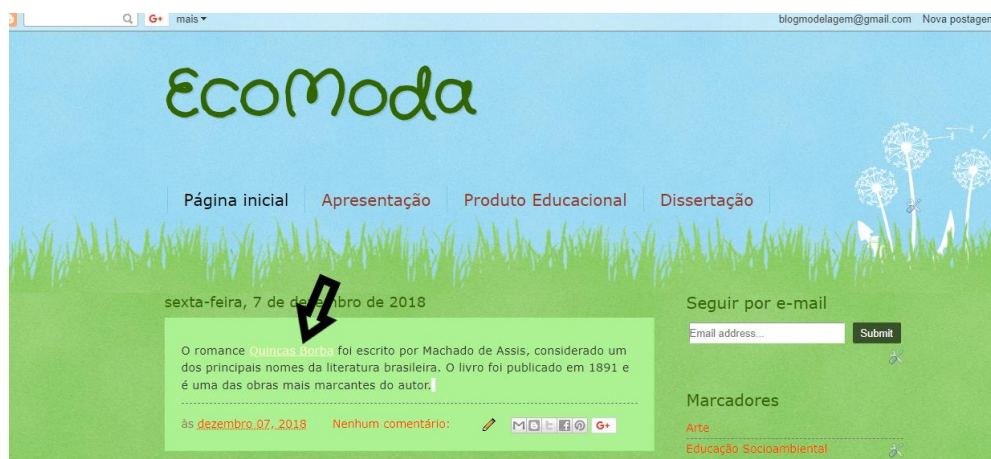 G+ mais
blogmodelagem@gmail.com Nova postagem
EcoModa
Página inicial Apresentação Produto Educacional Dissertação
sexta-feira, 7 de dezembro de 2018
O romance Quincas Borba foi escrito por Machado de Assis, considerado um
dos principais nomes da literatura brasileira. O livro foi publicado em 1891 e
é uma das obras mais marcantes do autor.
às dezembro 07, 2018 Nenhum comentário:
G+
Seguir por e-mail
Email address... Submit
Marcadores
Arte
Educação Socioambiental